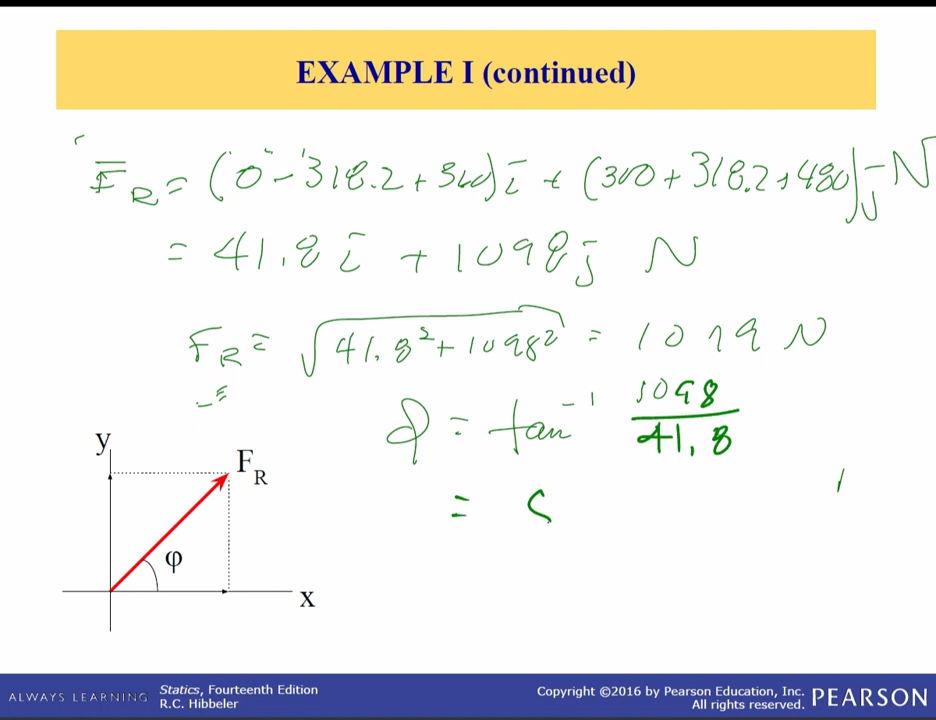 EXAMPLE I (continued)
F̄R = (0 - 318.2 + 360) ī + (300 + 318.2 + 480) j̄ N
= 41.8 ī + 1098 j̄ N
FR = √41.8² + 1098² = 1099 N
φ = tan⁻¹ 1098
41.8
=
y
FR
φ
x
ALWAYS LEARNING
Statics, Fourteenth Edition
R.C. Hibbeler
Copyright ©2016 by Pearson Education, Inc.
All rights reserved.
PEARSON